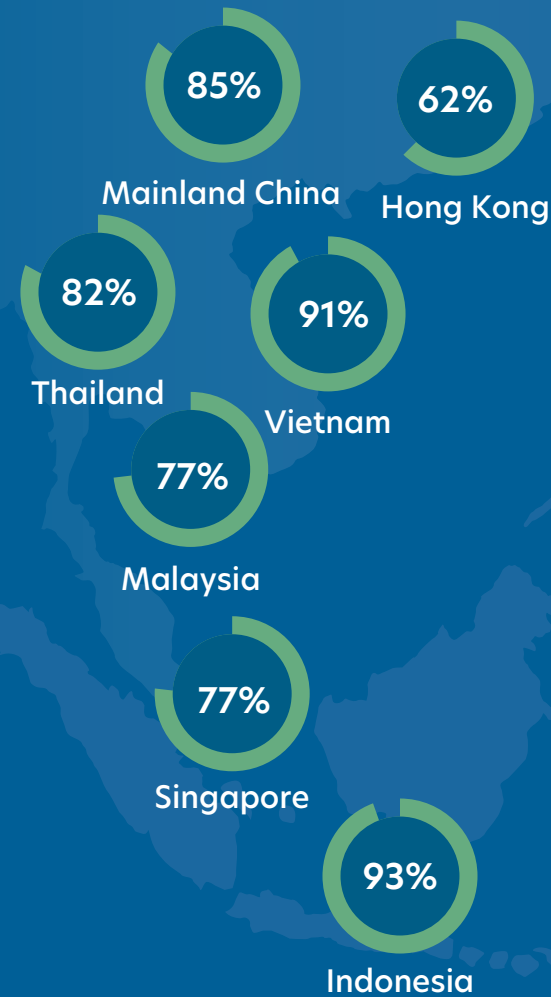 85%
Mainland China
62%
Hong Kong
82%
Thailand
91%
Vietnam
77%
Malaysia
77%
Singapore
93%
Indonesia